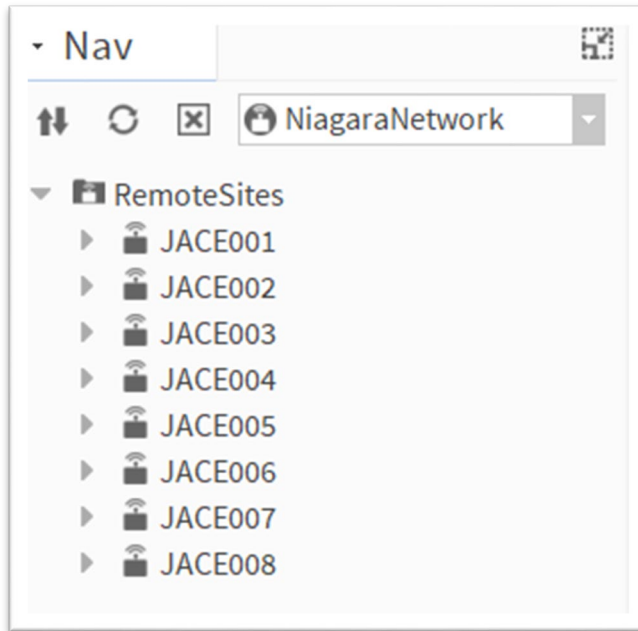 Nav
NiagaraNetwork
RemoteSites
JACE001
JACE002
JACE003
JACE004
JACE005
JACE006
JACE007
JACE008